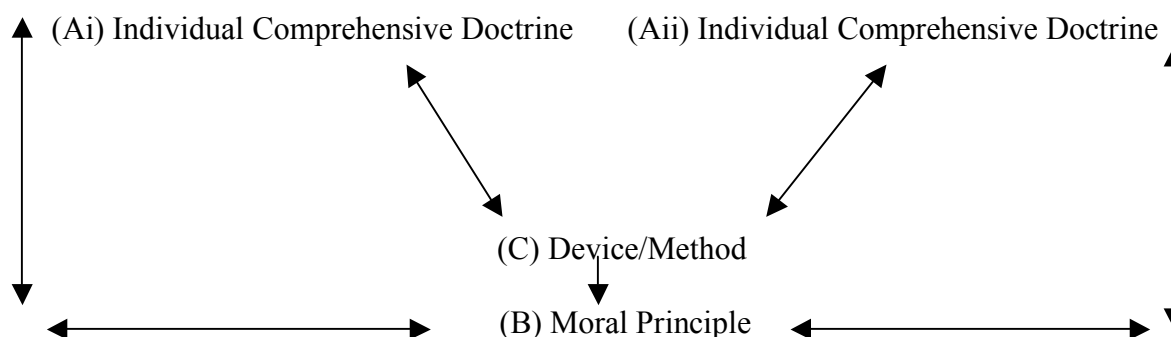 (Ai) Individual Comprehensive Doctrine (Aii) Individual Comprehensive Doctrine
(C) Device/Method
(B) Moral Principle